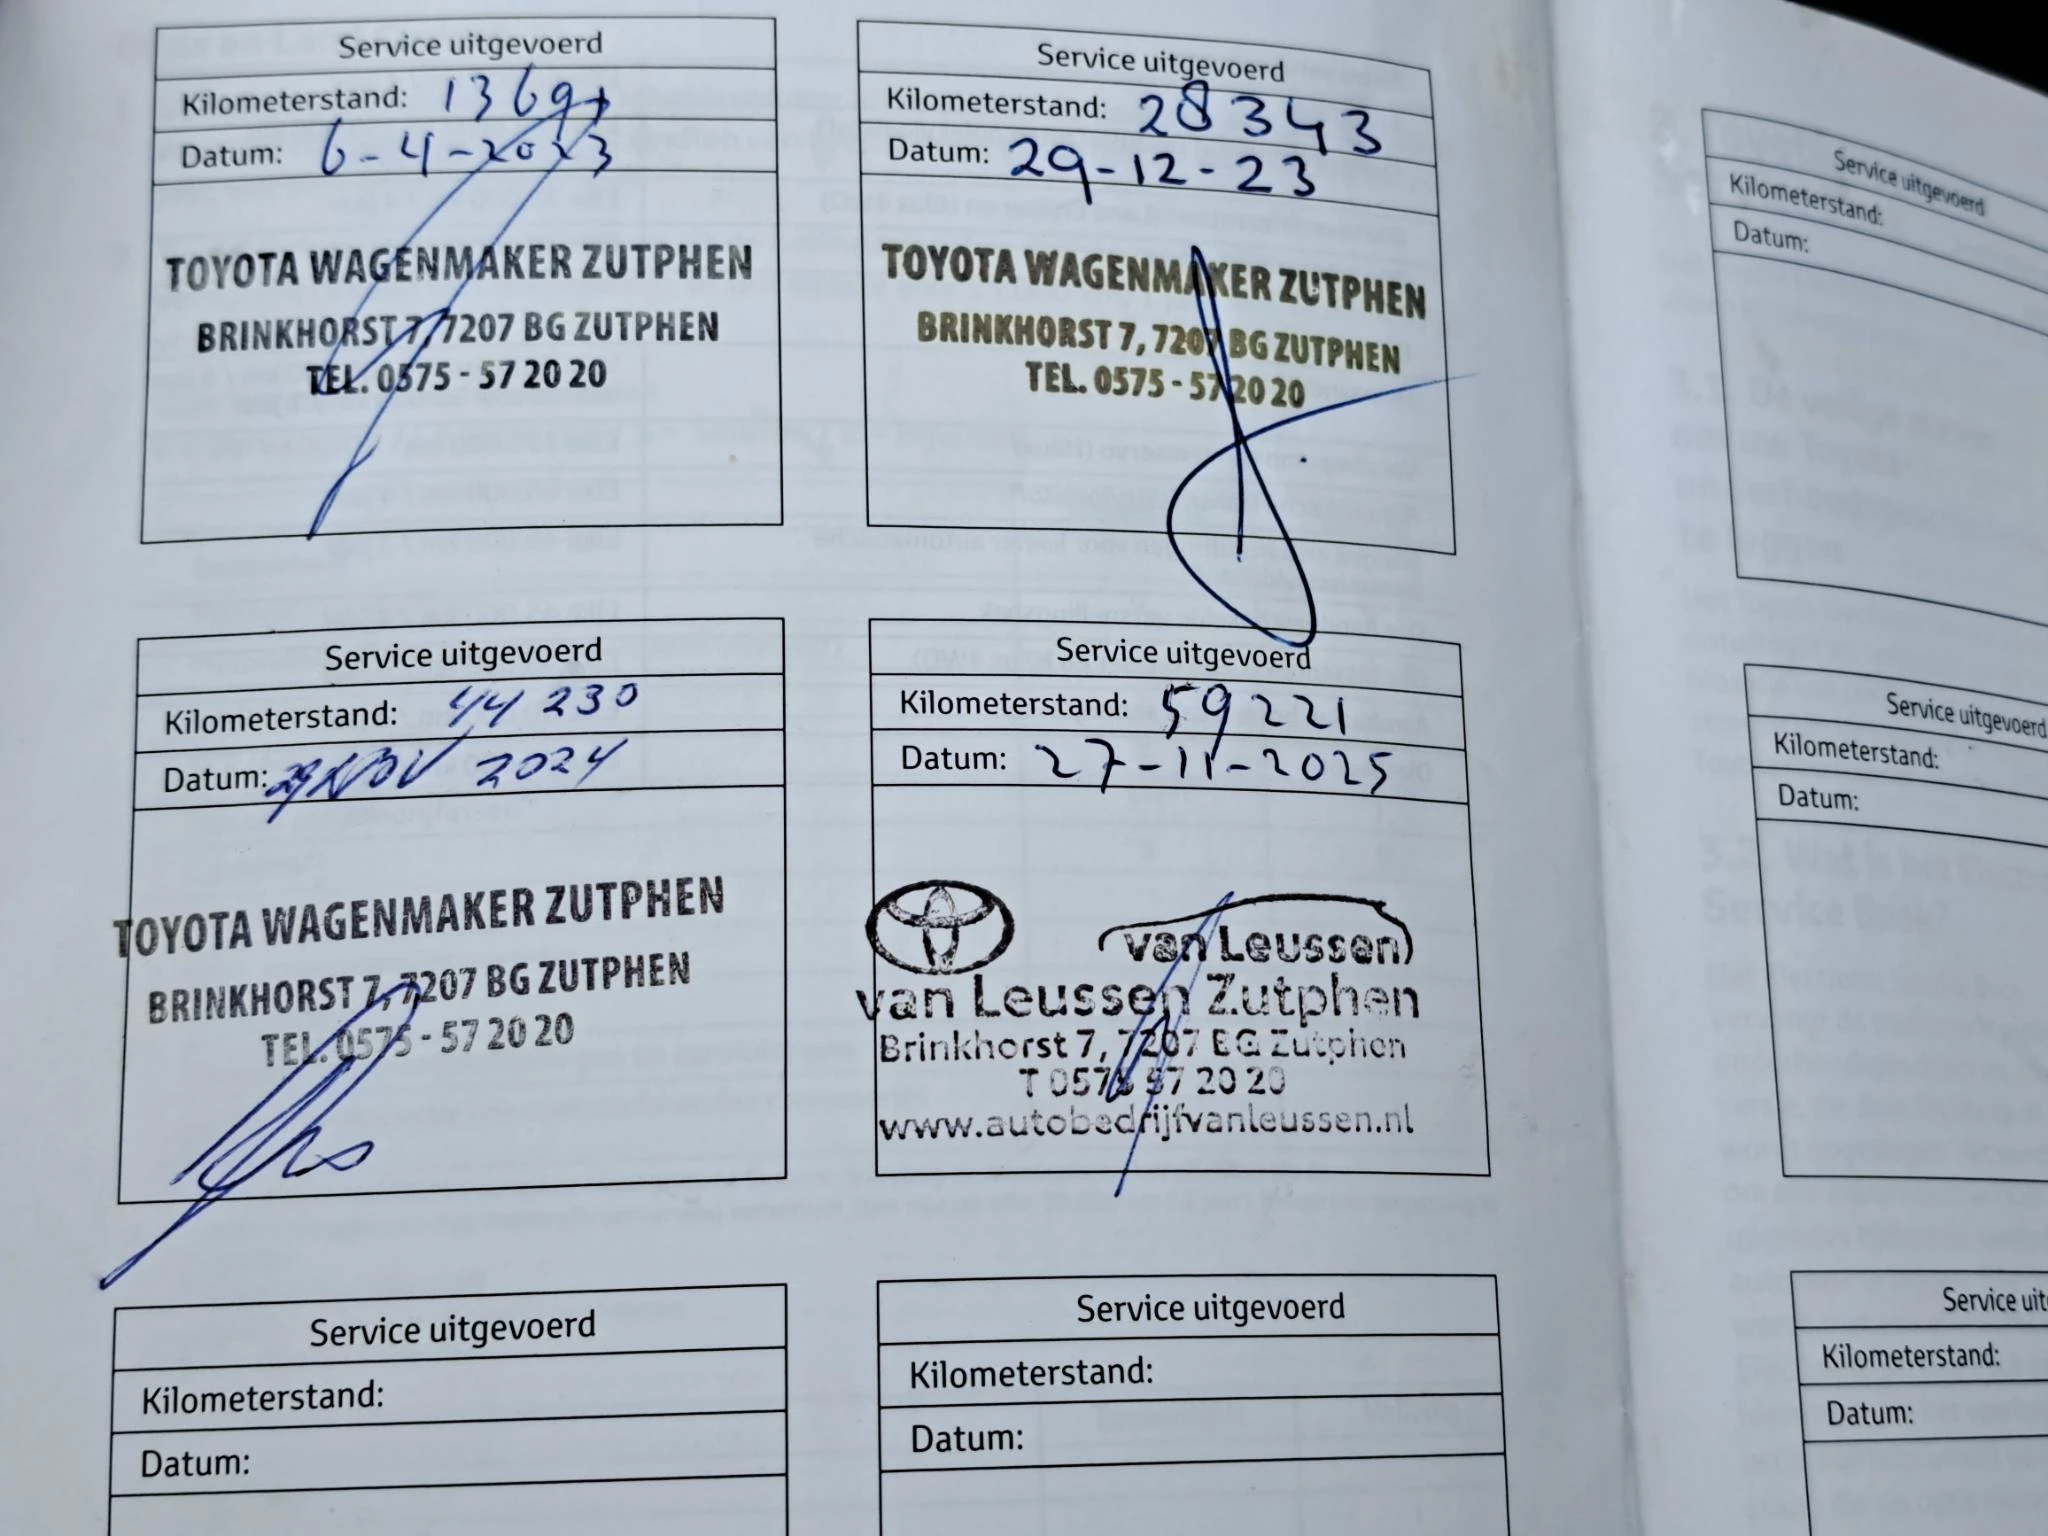 Service uitgevoerd
Kilometerstand:
Datum: 6-4-2023
TOYOTA WAGENMAKER ZUTPHEN
BRINKHORST 7, 7207 BG ZUTPHEN
TEL. 0575 - 57 20 20
Service uitgevoerd
Kilometerstand: 28343
Datum: 29-12-23
TOYOTA WAGENMAKER ZUTPHEN
BRINKHORST 7, 7207 BG ZUTPHEN
TEL. 0575 - 57 20 20
Service uitgevoerd
Kilometerstand: 44 230
Datum: 29 NOV 2024
TOYOTA WAGENMAKER ZUTPHEN
BRINKHORST 7, 7207 BG ZUTPHEN
TEL. 0575 - 57 20 20
Service uitgevoerd
Kilometerstand: 59221
Datum: 27-11-2025
van Leussen
van Leussen Zutphen
Brinkhorst 7, 7207 BG Zutphen
T 0575 57 20 20
www.autobedrijfvanleussen.nl
Service uitgevoerd
Kilometerstand:
Datum:
Service uitgevoerd
Kilometerstand:
Datum:
Service uitgevoerd
Kilometerstand:
Datum:
Service uitgevoerd
Kilometerstand:
Datum:
Service uit
Kilometerstand:
Datum: